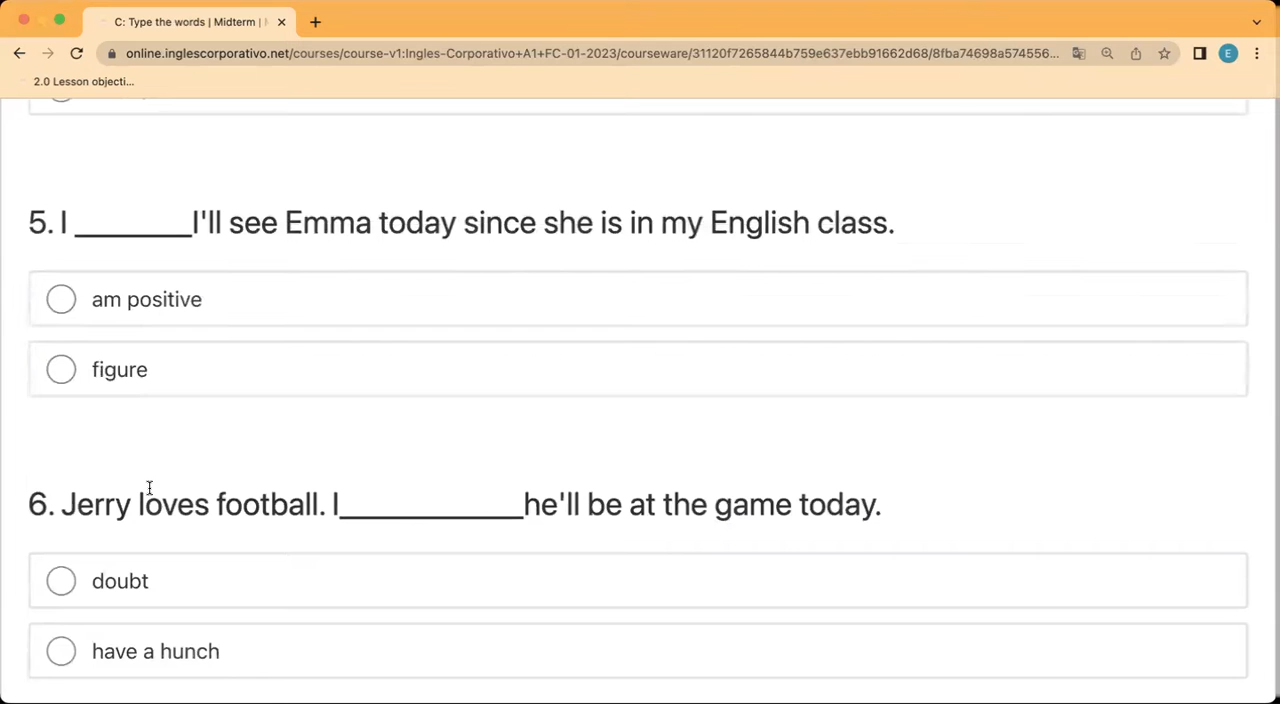 C: Type the words | Midterm |
online.inglescorporativo.net/courses/course-v1:Ingles-Corporativo+A1+FC-01-2023/courseware/31120f7265844b759e637ebb91662d68/8fba74698a574556...
E
2.0 Lesson objecti...
5. I ________I'll see Emma today since she is in my English class.
am positive
figure
6. Jerry loves football. I____________he'll be at the game today.
doubt
have a hunch